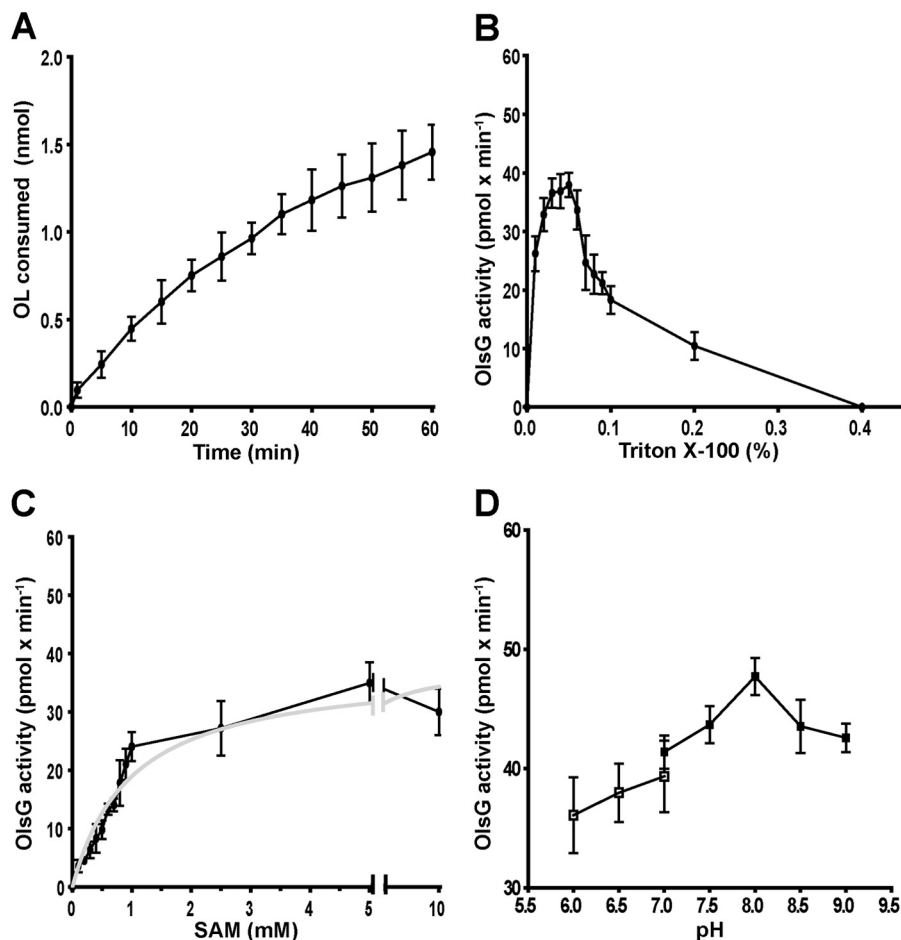 A
OL consumed (nmol)
2.0
1.5
1.0
0.5
0.0
0 10 20 30 40 50 60
Time (min)
B
OlsG activity (pmol x min⁻¹)
60
50
40
30
20
10
0
0.0 0.1 0.2 0.3 0.4
Triton X-100 (%)
C
OlsG activity (pmol x min⁻¹)
60
50
40
30
20
10
0
0 1 2 3 4 5 10
SAM (mM)
D
OlsG activity (pmol x min⁻¹)
60
50
40
30
5.5 6.0 6.5 7.0 7.5 8.0 8.5 9.0 9.5
pH